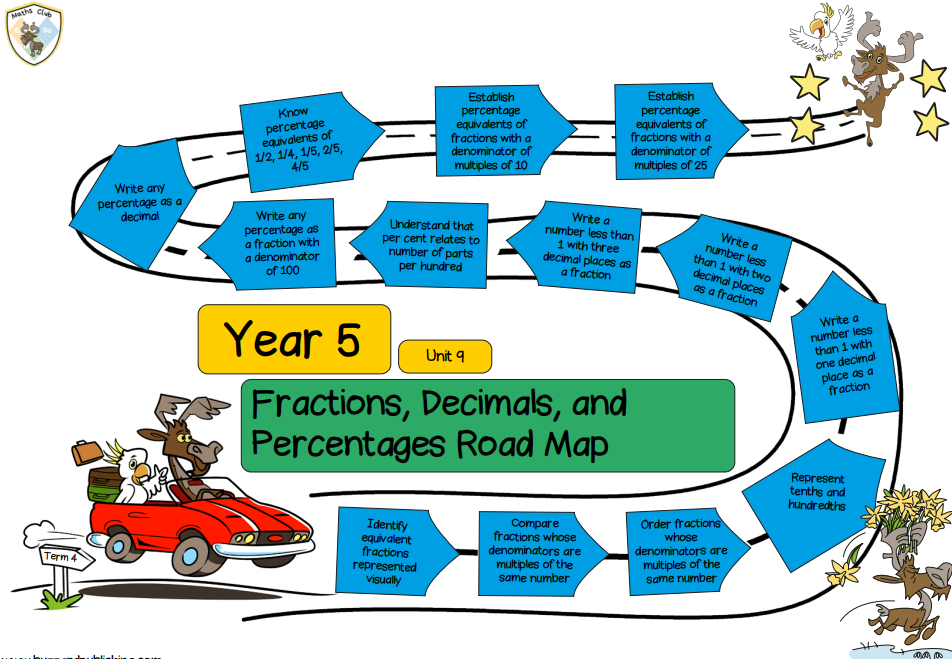 Maths Club
Go
Know
percentage
equivalents of
1/2, 1/4, 1/5, 2/5,
4/5
Establish
percentage
equivalents of
fractions with a
denominator of
multiples of 10
Establish
percentage
equivalents of
fractions with a
denominator of
multiples of 25
Write any
percentage as a
decimal
Write any
percentage as
a fraction with
a denominator
of 100
Understand that
per cent relates to
number of parts
per hundred
Write a
number less than
1 with three
decimal places as
a fraction
Write a
number less
than 1 with two
decimal places
as a fraction
Write a
number less
than 1 with
one decimal
place as a
fraction
Year 5
Unit 9
Fractions, Decimals, and
Percentages Road Map
Represent
tenths and
hundredths
Identify
equivalent
fractions
represented
visually
Compare
fractions whose
denominators are
multiples of the
same number
Order fractions
whose
denominators are
multiples of the
same number
Term 4